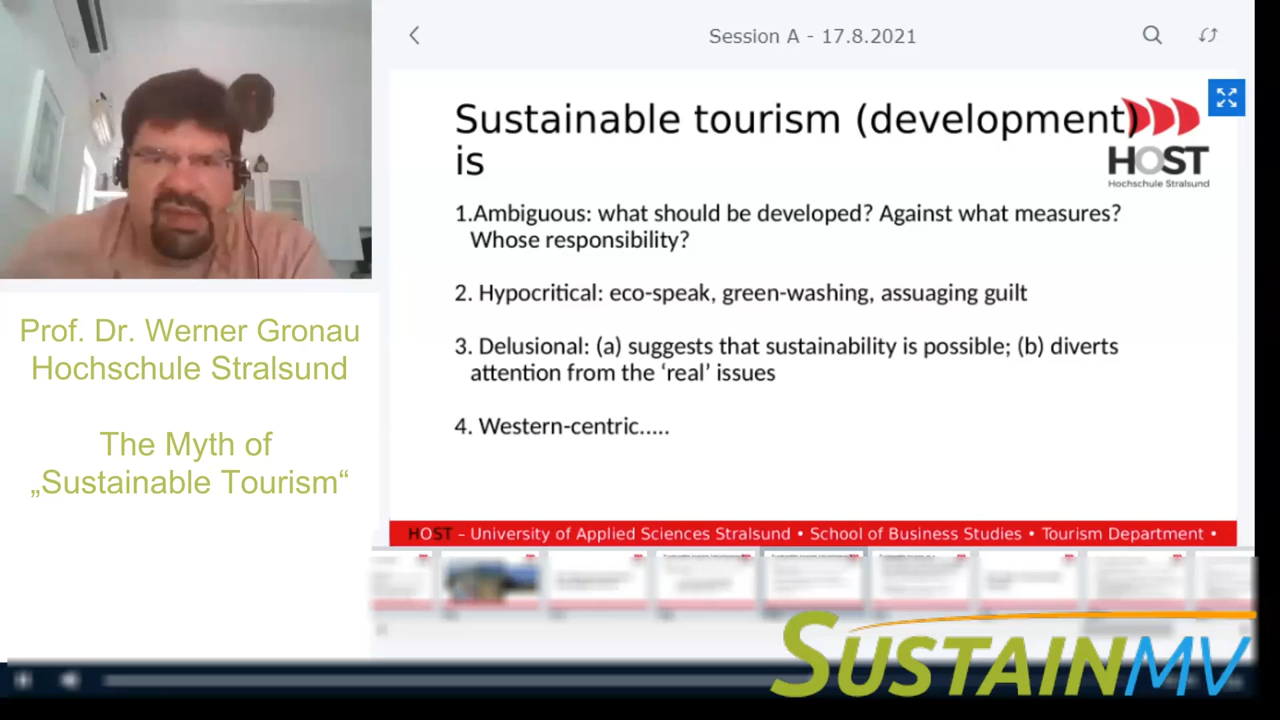 Session A - 17.8.2021
Sustainable tourism (development)
is
HOST
Hochschule Stralsund
1.Ambiguous: what should be developed? Against what measures?
Whose responsibility?
2. Hypocritical: eco-speak, green-washing, assuaging guilt
3. Delusional: (a) suggests that sustainability is possible; (b) diverts
attention from the ‘real’ issues
4. Western-centric.....
HOST – University of Applied Sciences Stralsund • School of Business Studies • Tourism Department •
Prof. Dr. Werner Gronau
Hochschule Stralsund
The Myth of
„Sustainable Tourism“
SUSTAINMV